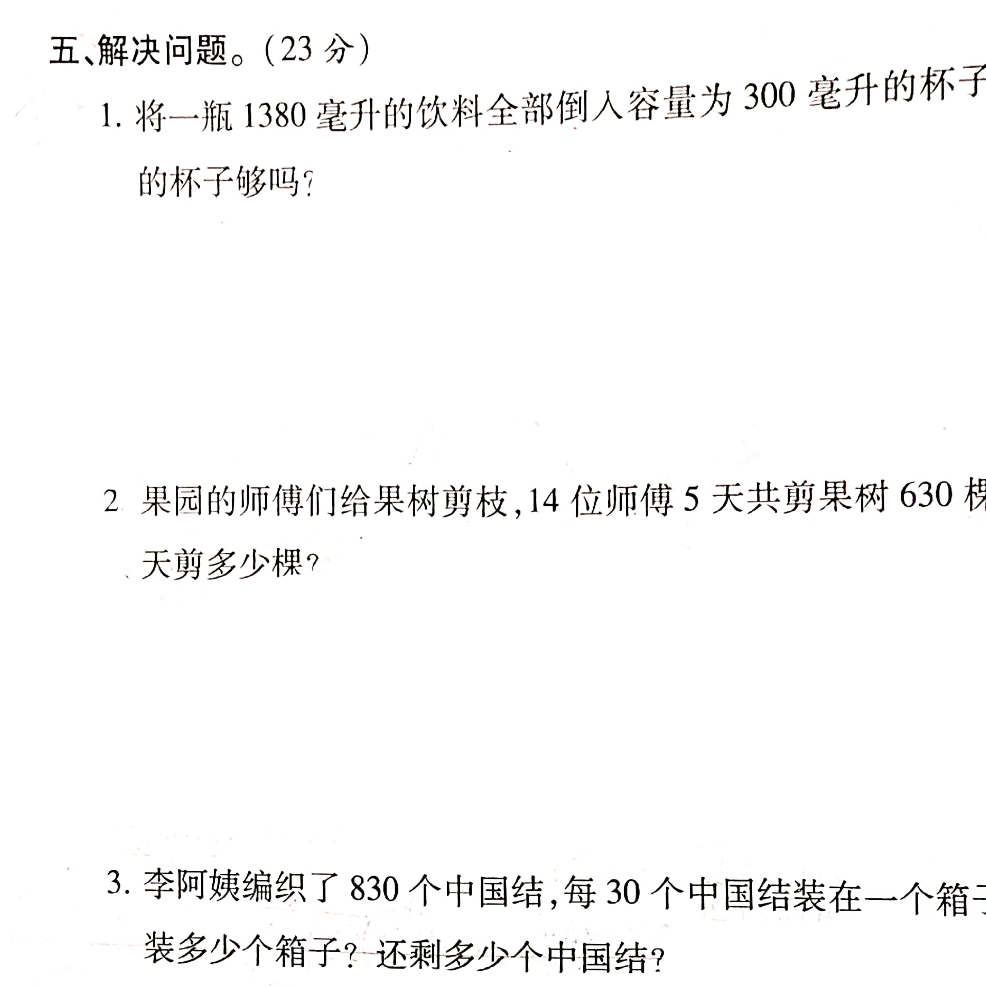 五、解决问题。(23 分)
1. 将一瓶 1380 毫升的饮料全部倒入容量为 300 毫升的杯子
的杯子够吗?
2 果园的师傅们给果树剪枝,14 位师傅 5 天共剪果树 630 棵
天剪多少棵?
3. 李阿姨编织了 830 个中国结,每 30 个中国结装在一个箱子
装多少个箱子? 还剩多少个中国结?